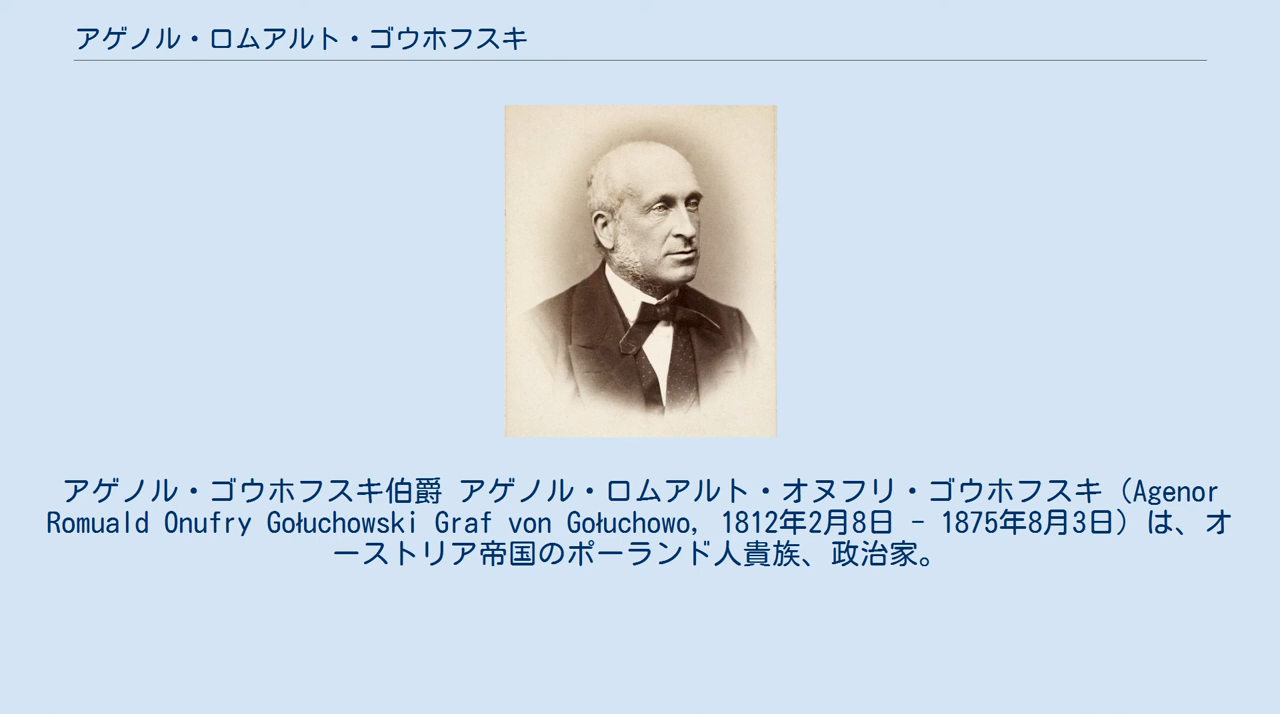 アゲノル・ロムアルト・ゴウホフスキ
アゲノル・ゴウホフスキ伯爵 アゲノル・ロムアルト・オヌフリ・ゴウホフスキ（Agenor
Romuald Onufry Gołuchowski Graf von Gołuchowo, 1812年2月8日 - 1875年8月3日）は、オ
ーストリア帝国のポーランド人貴族、政治家。